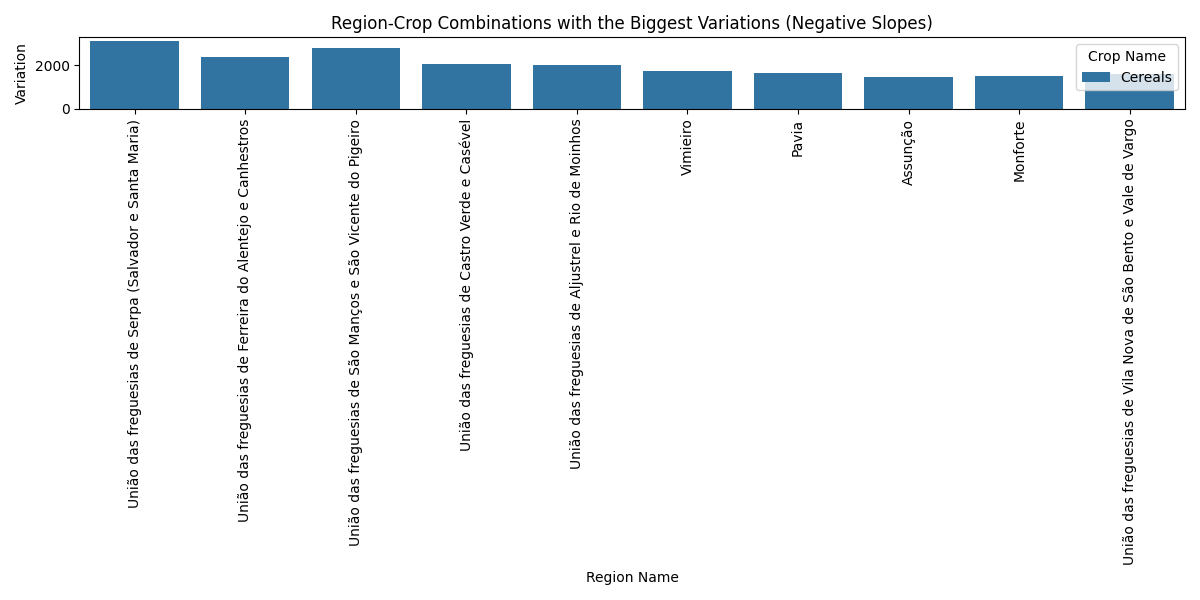 Region-Crop Combinations with the Biggest Variations (Negative Slopes)
Variation
2000
0
Crop Name
Cereals
União das freguesias de Serpa (Salvador e Santa Maria)
União das freguesias de Ferreira do Alentejo e Canhestros
União das freguesias de São Manços e São Vicente do Pigeiro
União das freguesias de Castro Verde e Casével
União das freguesias de Aljustrel e Rio de Moinhos
Vimieiro
Pavia
Assunção
Monforte
União das freguesias de Vila Nova de São Bento e Vale de Vargo
Region Name